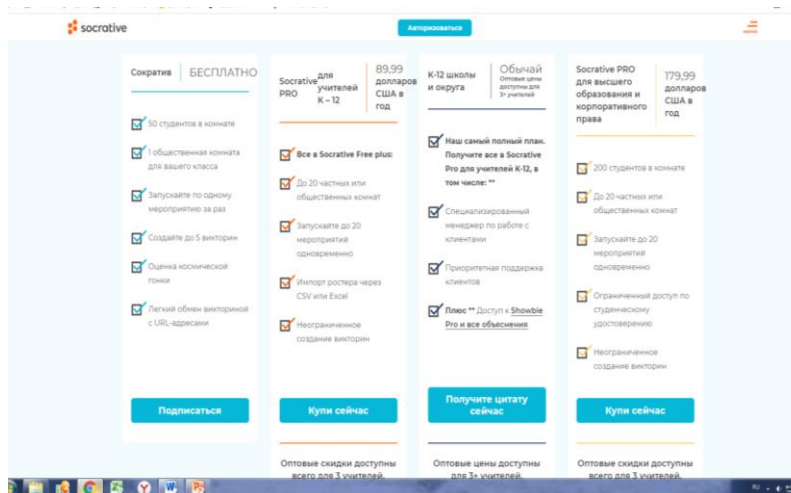 socrative
Авторизоваться
Сократив
БЕСПЛАТНО
50 студентов в комнате
1 общественная комната
для вашего класса
Запускайте по одному
мероприятию за раз
Создайте до 5 викторин
Оценка космической
гонки
Легкий обмен викториной
с URL-адресами
Подписаться
Socrative для
PRO учителей
K – 12
89,99
долларов
США в
год
Все в Socrative Free plus:
До 20 частных или
общественных комнат
Запускайте до 20
мероприятий
одновременно
Импорт ростера через
CSV или Excel
Неограниченное
создание викторин
Купи сейчас
Оптовые скидки доступны
всего для 3 учителей.
K-12 школы
и округа
Обычай
Оптовые цены
доступны для
3+ учителей
Наш самый полный план.
Получите все в Socrative
Pro для учителей K-12, в
том числе: **
Специализированный
менеджер по работе с
клиентами
Приоритетная поддержка
клиентов
Плюс ** Доступ к Showbie
Pro и все объяснения
Получите цитату
сейчас
Оптовые цены доступны
для 3+ учителей.
Socrative PRO
для высшего
образования и
корпоративного
права
179,99
долларов
США в
год
200 студентов в комнате
До 20 частных или
общественных комнат
Запускайте до 20
мероприятий
одновременно
Ограниченный доступ по
студенческому
удостоверению
Неограниченное
создание викторин
Купи сейчас
Оптовые скидки доступны
всего для 3 учителей.
RU